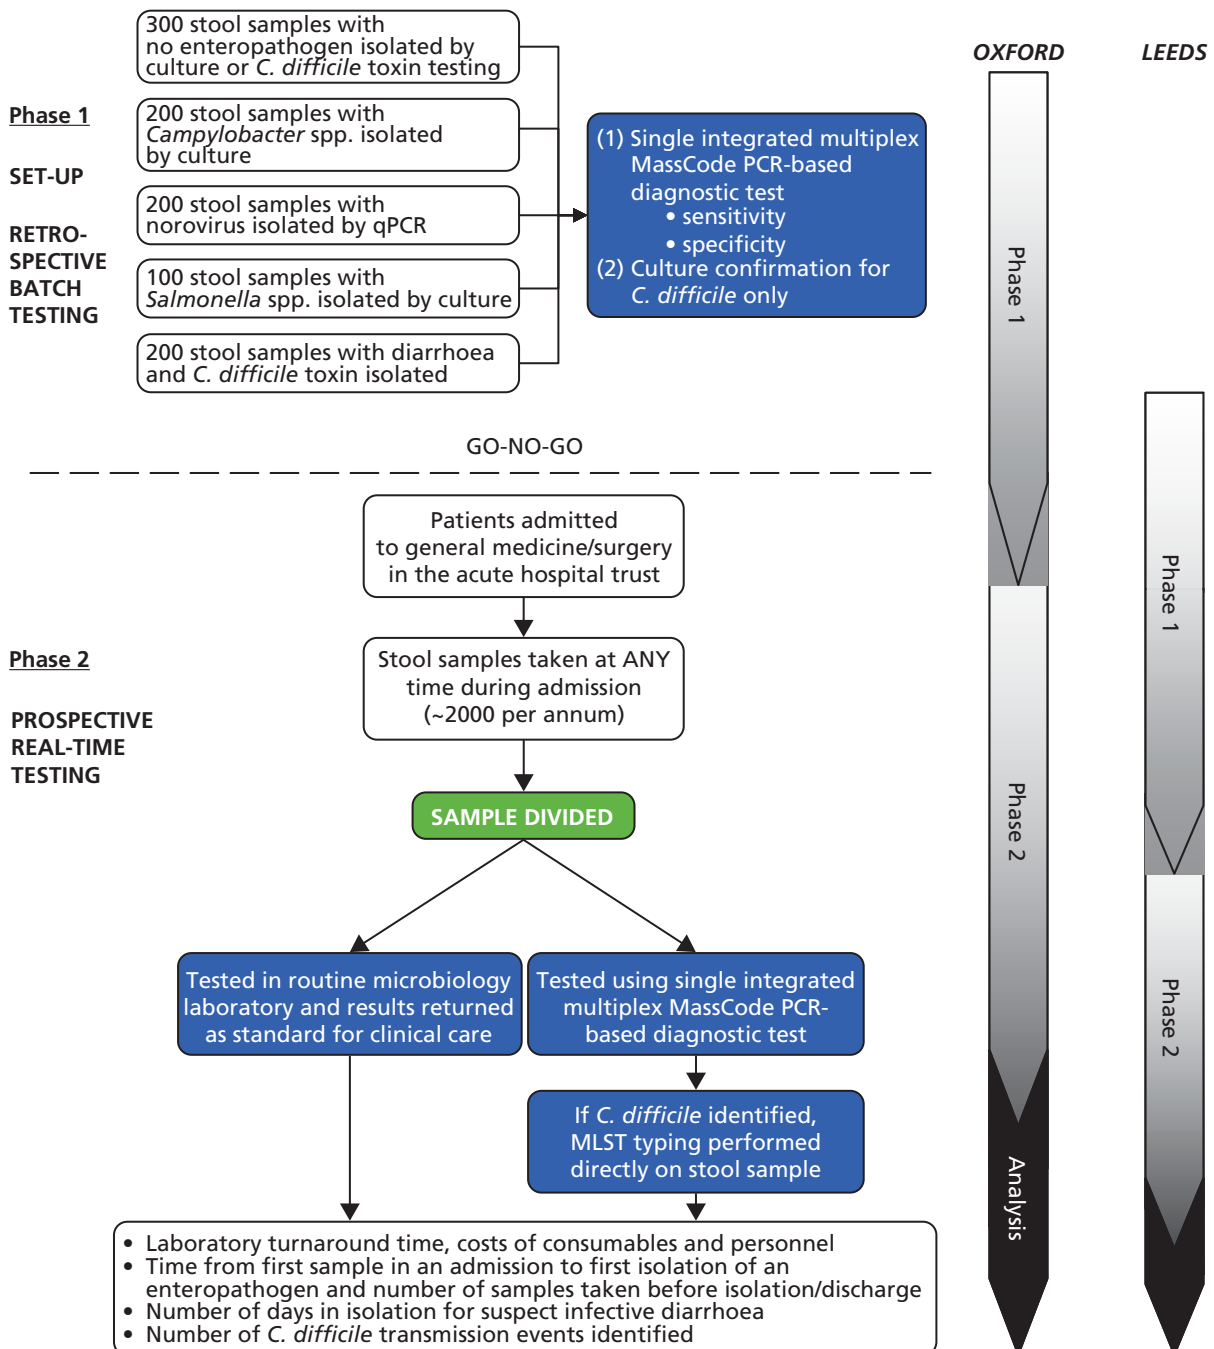 300 stool samples with
no enteropathogen isolated by
culture or C. difficile toxin testing
OXFORD
LEEDS
Phase 1
SET-UP
RETRO-
SPECTIVE
BATCH
TESTING
200 stool samples with
Campylobacter spp. isolated
by culture
200 stool samples with
norovirus isolated by qPCR
100 stool samples with
Salmonella spp. isolated by culture
200 stool samples with diarrhoea
and C. difficile toxin isolated
(1) Single integrated multiplex
MassCode PCR-based
diagnostic test
• sensitivity
• specificity
(2) Culture confirmation for
C. difficile only
Phase 1
Phase 1
GO-NO-GO
Patients admitted
to general medicine/surgery
in the acute hospital trust
Phase 2
PROSPECTIVE
REAL-TIME
TESTING
Stool samples taken at ANY
time during admission
(~2000 per annum)
SAMPLE DIVIDED
Phase 2
Phase 2
Tested in routine microbiology
laboratory and results returned
as standard for clinical care
Tested using single integrated
multiplex MassCode PCR-
based diagnostic test
If C. difficile identified,
MLST typing performed
directly on stool sample
Analysis
• Laboratory turnaround time, costs of consumables and personnel
• Time from first sample in an admission to first isolation of an
enteropathogen and number of samples taken before isolation/discharge
• Number of days in isolation for suspect infective diarrhoea
• Number of C. difficile transmission events identified